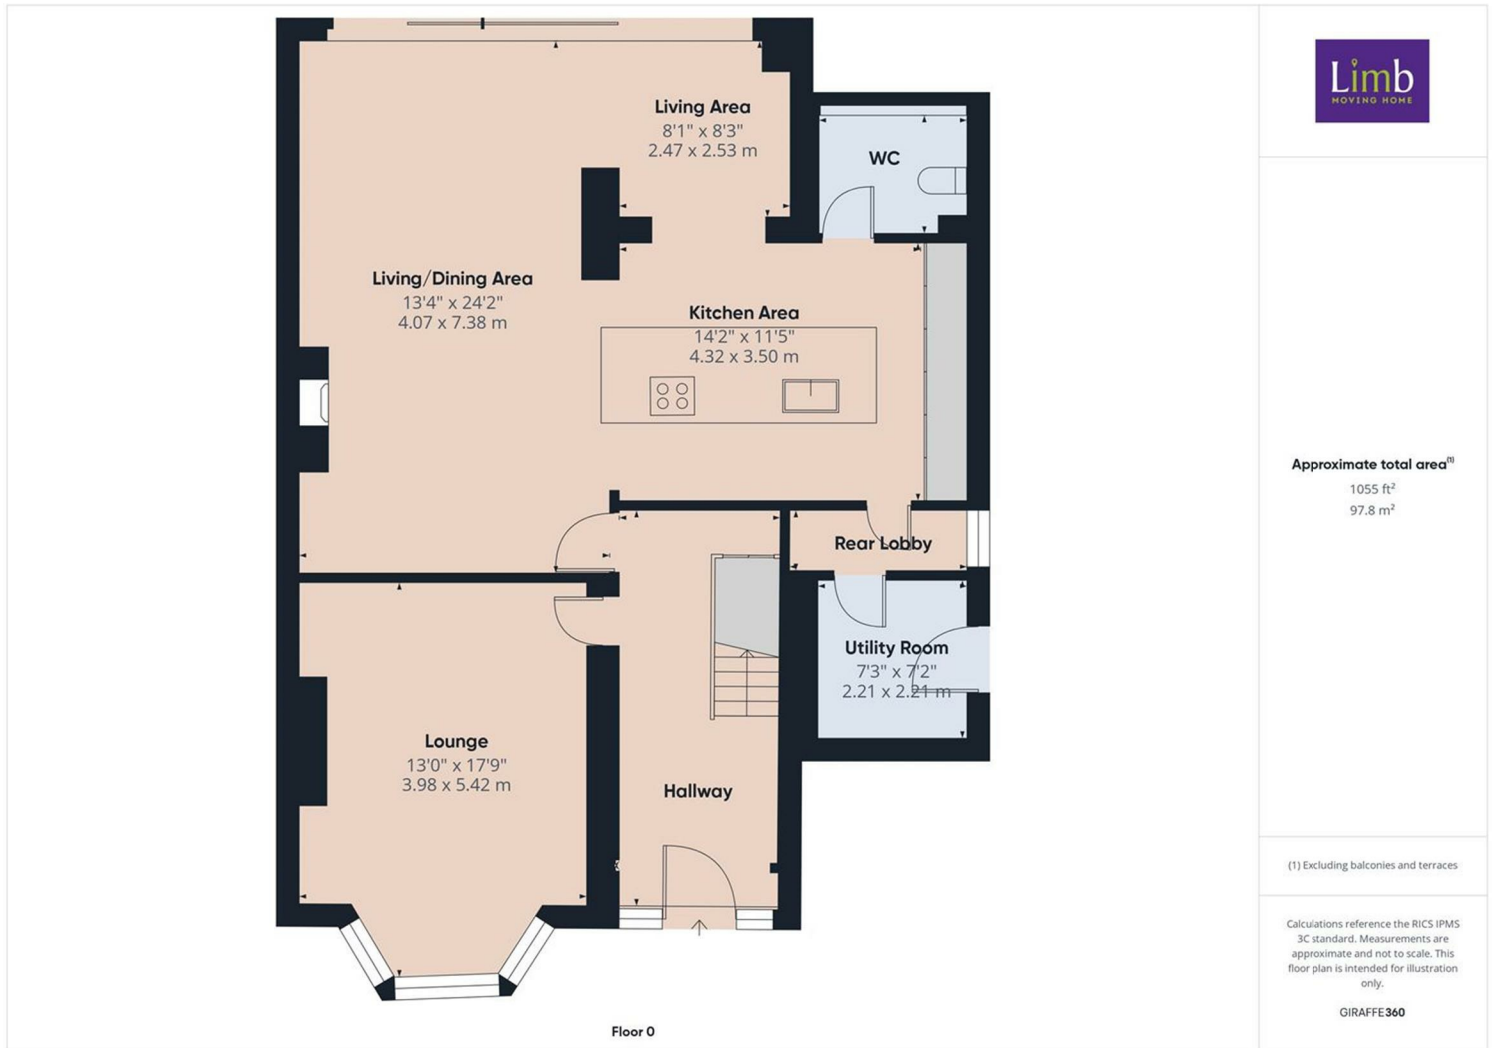 Living Area
8'1" x 8'3"
2.47 x 2.53 m
WC
Living/Dining Area
13'4" x 24'2"
4.07 x 7.38 m
Kitchen Area
14'2" x 11'5"
4.32 x 3.50 m
Rear Lobby
Utility Room
7'3" x 7'2"
2.21 x 2.21 m
Lounge
13'0" x 17'9"
3.98 x 5.42 m
Hallway
Floor 0
Limb
MOVING HOME
Approximate total area(1)
1055 ft²
97.8 m²
(1) Excluding balconies and terraces
Calculations reference the RICS IPMS
3C standard. Measurements are
approximate and not to scale. This
floor plan is intended for illustration
only.
GIRAFFE360